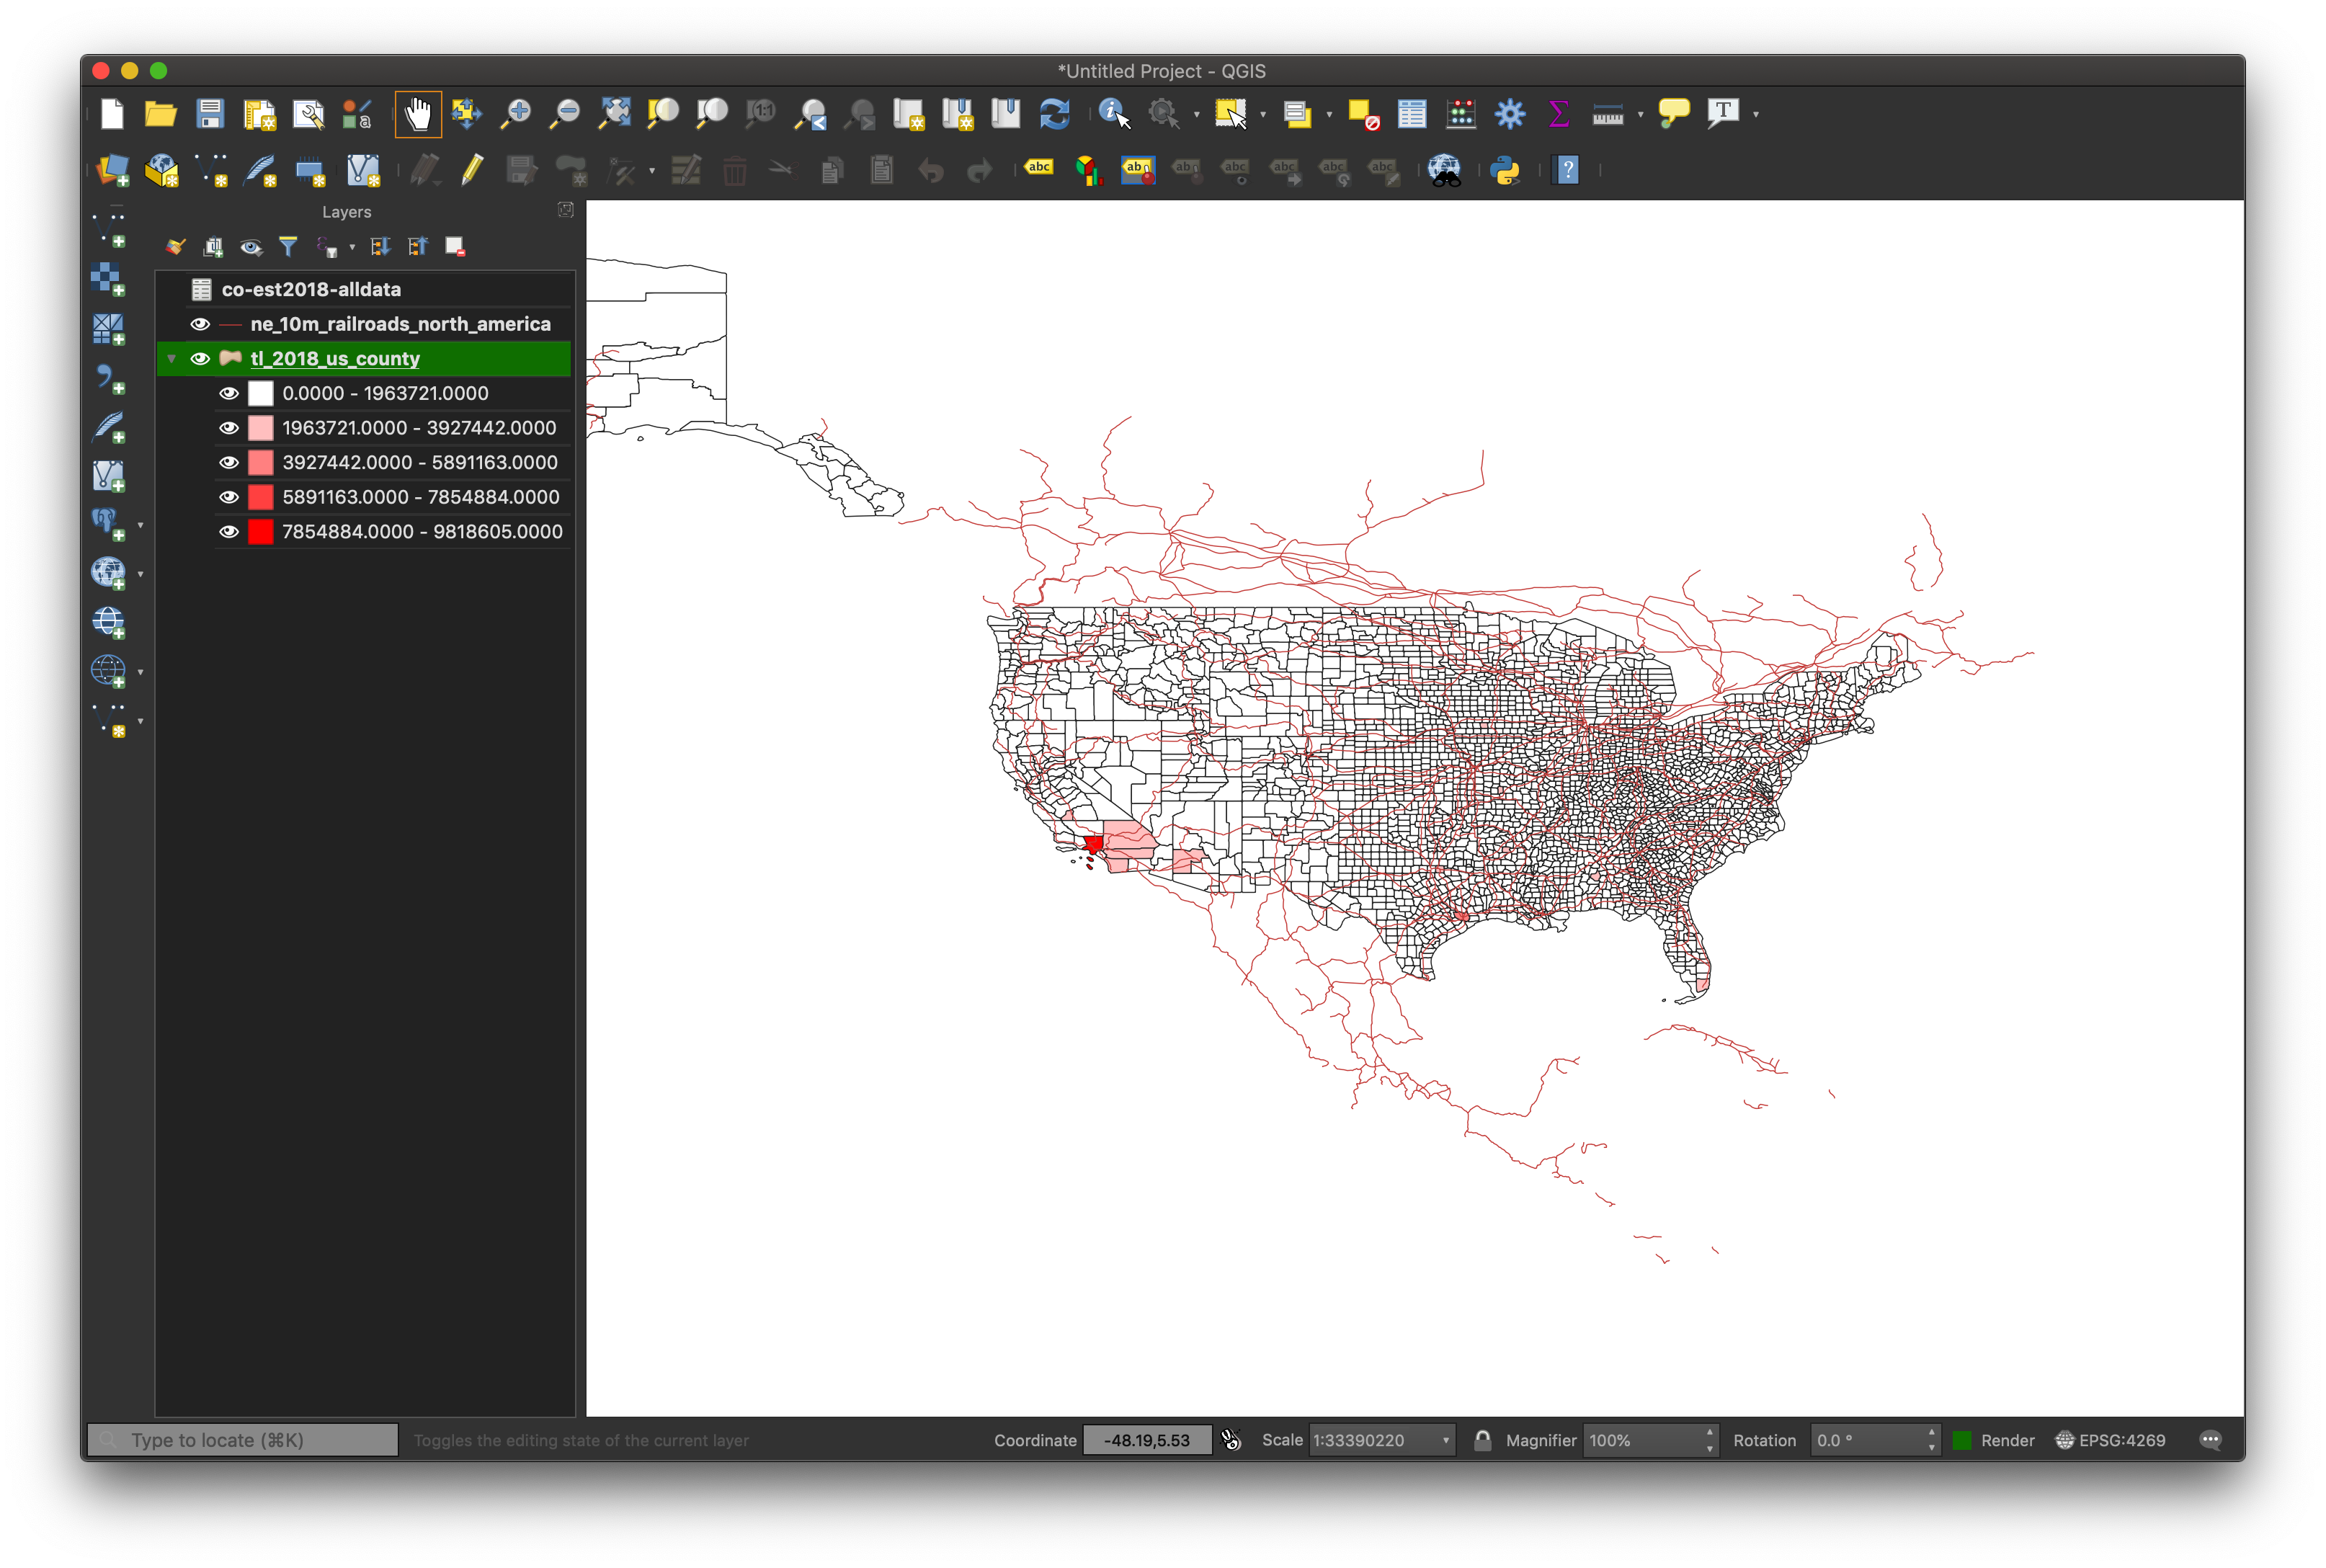 *Untitled Project - QGIS
Layers
co-est2018-alldata
ne_10m_railroads_north_america
tl_2018_us_county
0.0000 - 1963721.0000
1963721.0000 - 3927442.0000
3927442.0000 - 5891163.0000
5891163.0000 - 7854884.0000
7854884.0000 - 9818605.0000
Type to locate (⌘K) Toggles the editing state of the current layer Coordinate -48.19,5.53 Scale 1:33390220 Magnifier 100% Rotation 0.0 ° Render EPSG:4269